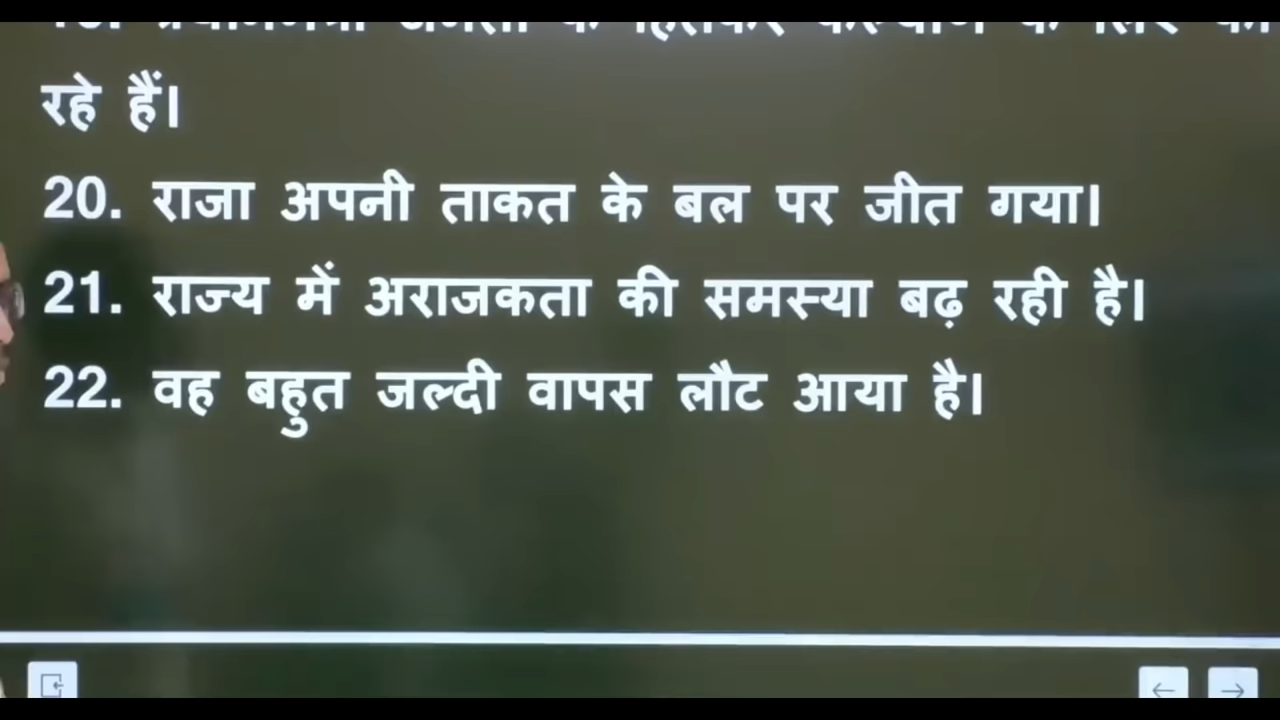 रहे हैं।
20. राजा अपनी ताकत के बल पर जीत गया।
21. राज्य में अराजकता की समस्या बढ़ रही है।
22. वह बहुत जल्दी वापस लौट आया है।